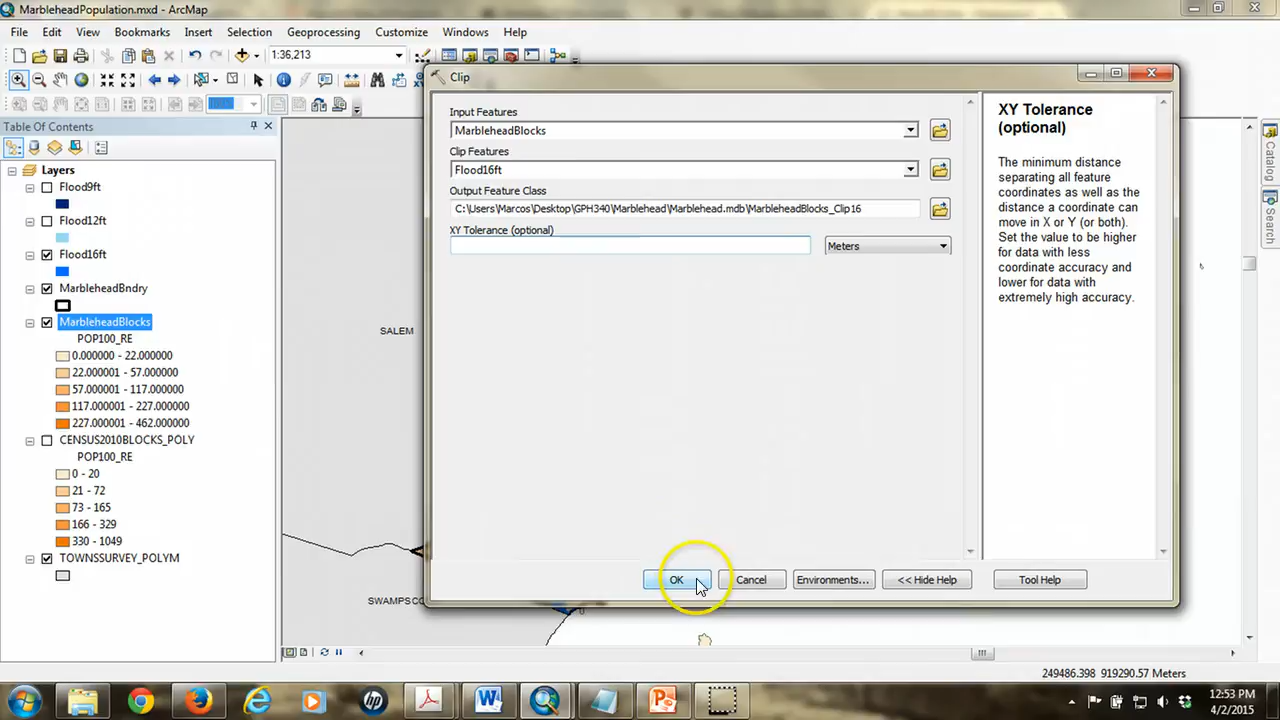 MarbleheadPopulation.mxd - ArcMap
File Edit View Bookmarks Insert Selection Geoprocessing Customize Windows Help
1:36,213
Table Of Contents
Layers
Flood9ft
Flood12ft
Flood16ft
MarbleheadBndry
MarbleheadBlocks
POP100_RE
0.000000 - 22.000000
22.000001 - 57.000000
57.000001 - 117.000000
117.000001 - 227.000000
227.000001 - 462.000000
CENSUS2010BLOCKS_POLY
POP100_RE
0 - 20
21 - 72
73 - 165
166 - 329
330 - 1049
TOWNSSURVEY_POLYM
SALEM
Clip
Input Features
MarbleheadBlocks
Clip Features
Flood16ft
Output Feature Class
C:\Users\Marcos\Desktop\GPH340\Marblehead\Marblehead.mdb\MarbleheadBlocks_Clip16
XY Tolerance (optional)
Meters
OK Cancel Environments... << Hide Help Tool Help
XY Tolerance
(optional)
The minimum distance
separating all feature
coordinates as well as the
distance a coordinate can
move in X or Y (or both).
Set the value to be higher
for data with less
coordinate accuracy and
lower for data with
extremely high accuracy.
Catalog
Search
249486.398 919290.57 Meters
12:53 PM
4/2/2015